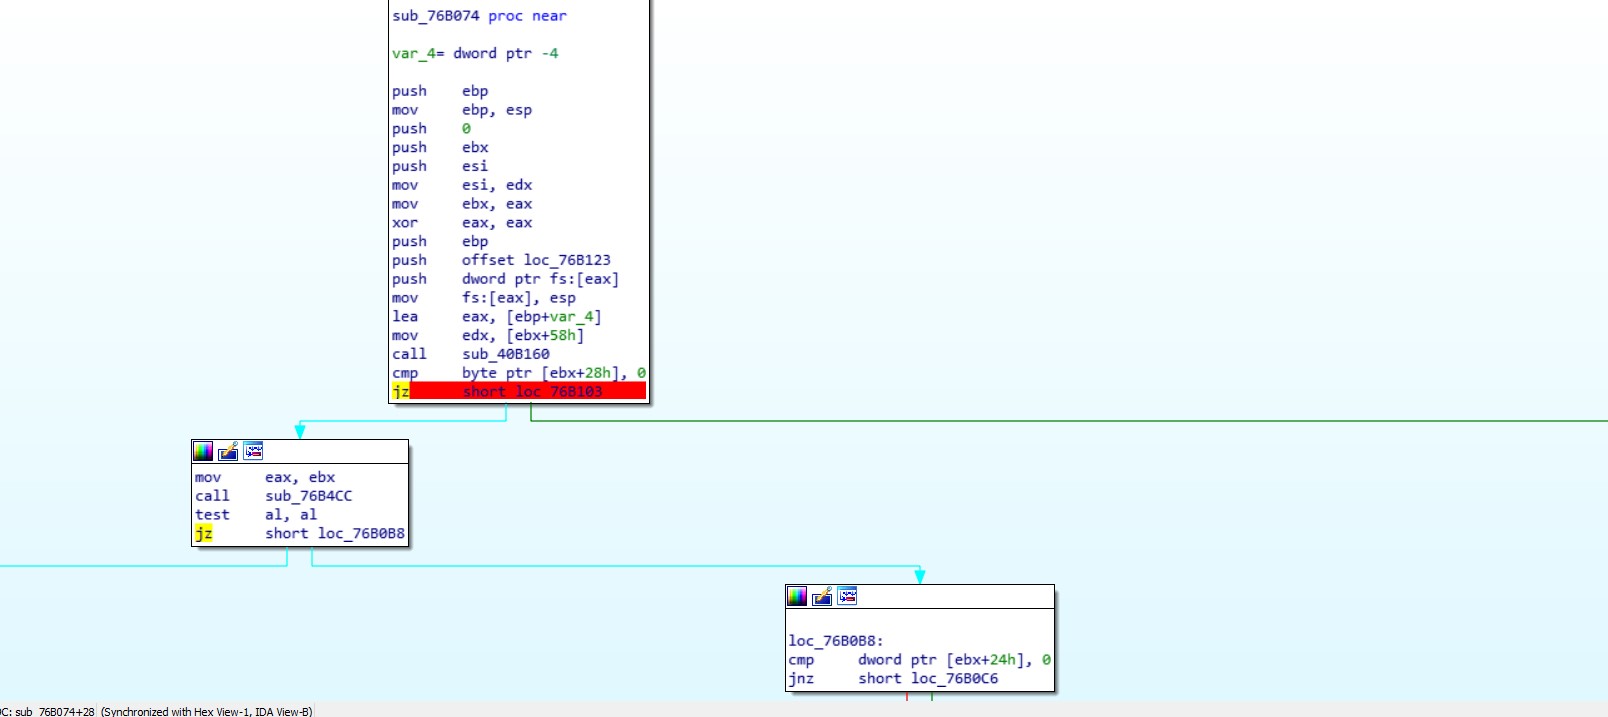 sub_76B074 proc near
var_4= dword ptr -4
push ebp
mov ebp, esp
push 0
push ebx
push esi
mov esi, edx
mov ebx, eax
xor eax, eax
push ebp
push offset loc_76B123
push dword ptr fs:[eax]
mov fs:[eax], esp
lea eax, [ebp+var_4]
mov edx, [ebx+58h]
call sub_40B160
cmp byte ptr [ebx+28h], 0
jz short loc_76B103
mov eax, ebx
call sub_76B4CC
test al, al
jz short loc_76B0B8
loc_76B0B8:
cmp dword ptr [ebx+24h], 0
jnz short loc_76B0C6
0C: sub_76B074+28 (Synchronized with Hex View-1, IDA View-B)